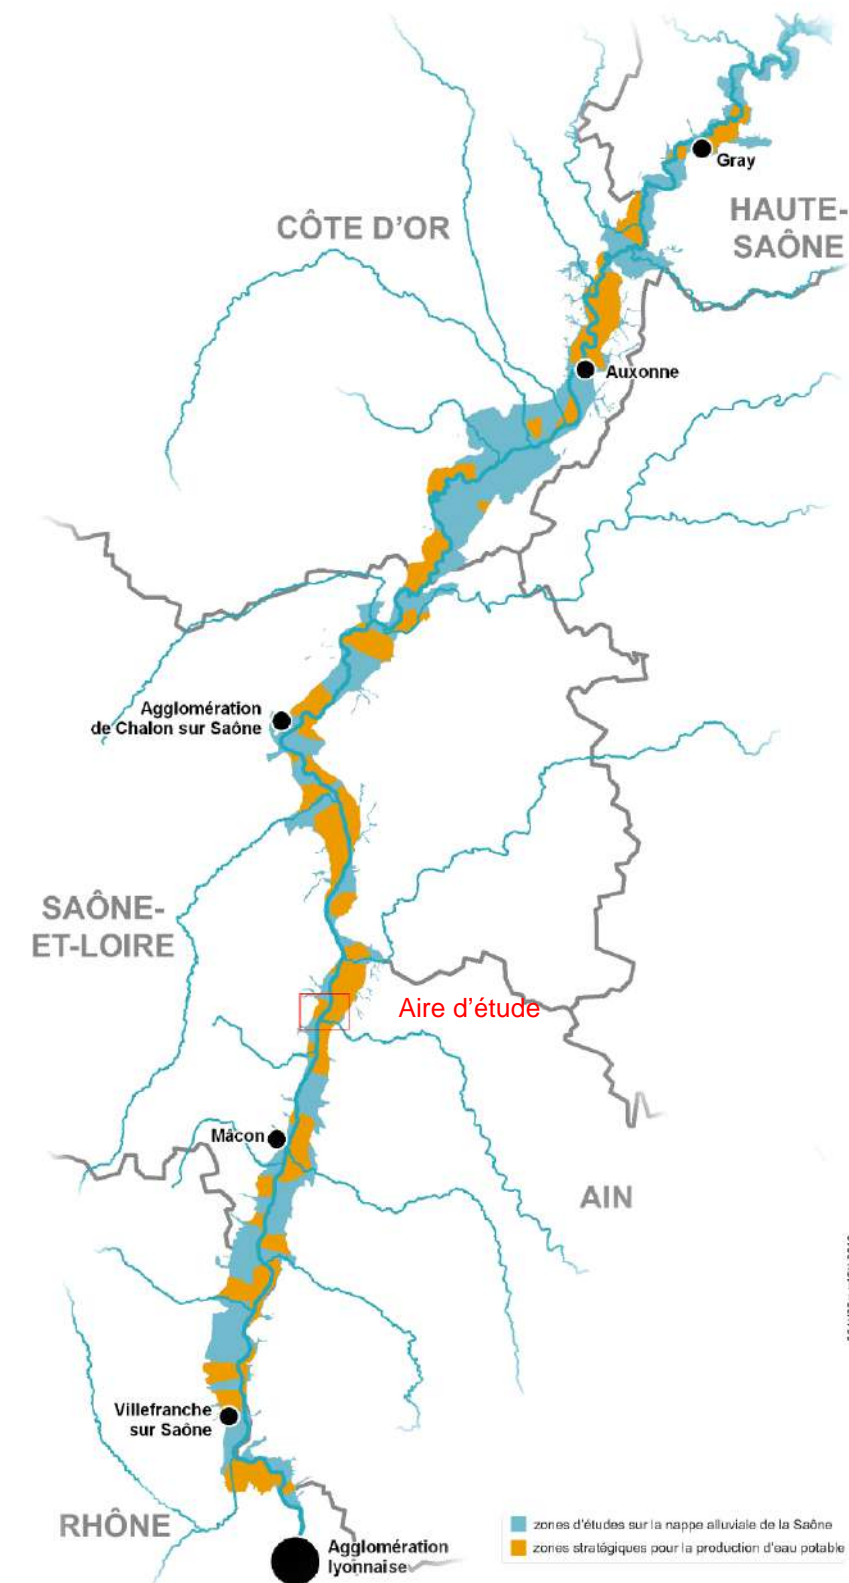 Gray
HAUTE-
SAÔNE
CÔTE D'OR
Auxonne
Agglomération
de Chalon sur Saône
SAÔNE-
ET-LOIRE
Aire d'étude
Mâcon
AIN
Villefranche
sur Saône
RHÔNE
Agglomération
lyonnaise
zones d'études sur la nappe alluviale de la Saône
zones stratégiques pour la production d'eau potable